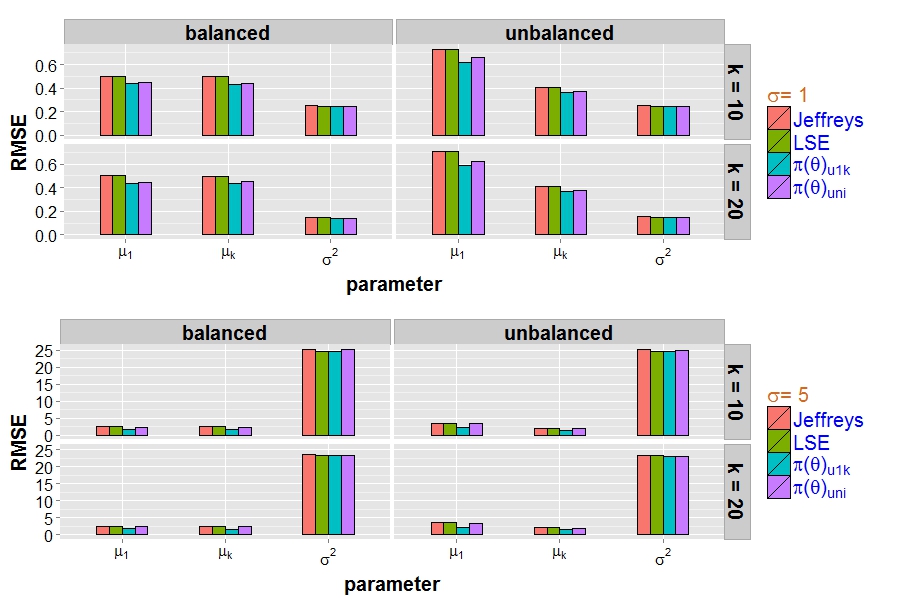 balanced unbalanced
0.6
0.4
0.2
0.0
k = 10
0.6
0.4
0.2
0.0
k = 20
RMSE
μ1 μk σ2 μ1 μk σ2
parameter
σ= 1
Jeffreys
LSE
π(θ)u1k
π(θ)uni
balanced unbalanced
25
20
15
10
5
0
k = 10
25
20
15
10
5
0
k = 20
RMSE
μ1 μk σ2 μ1 μk σ2
parameter
σ= 5
Jeffreys
LSE
π(θ)u1k
π(θ)uni